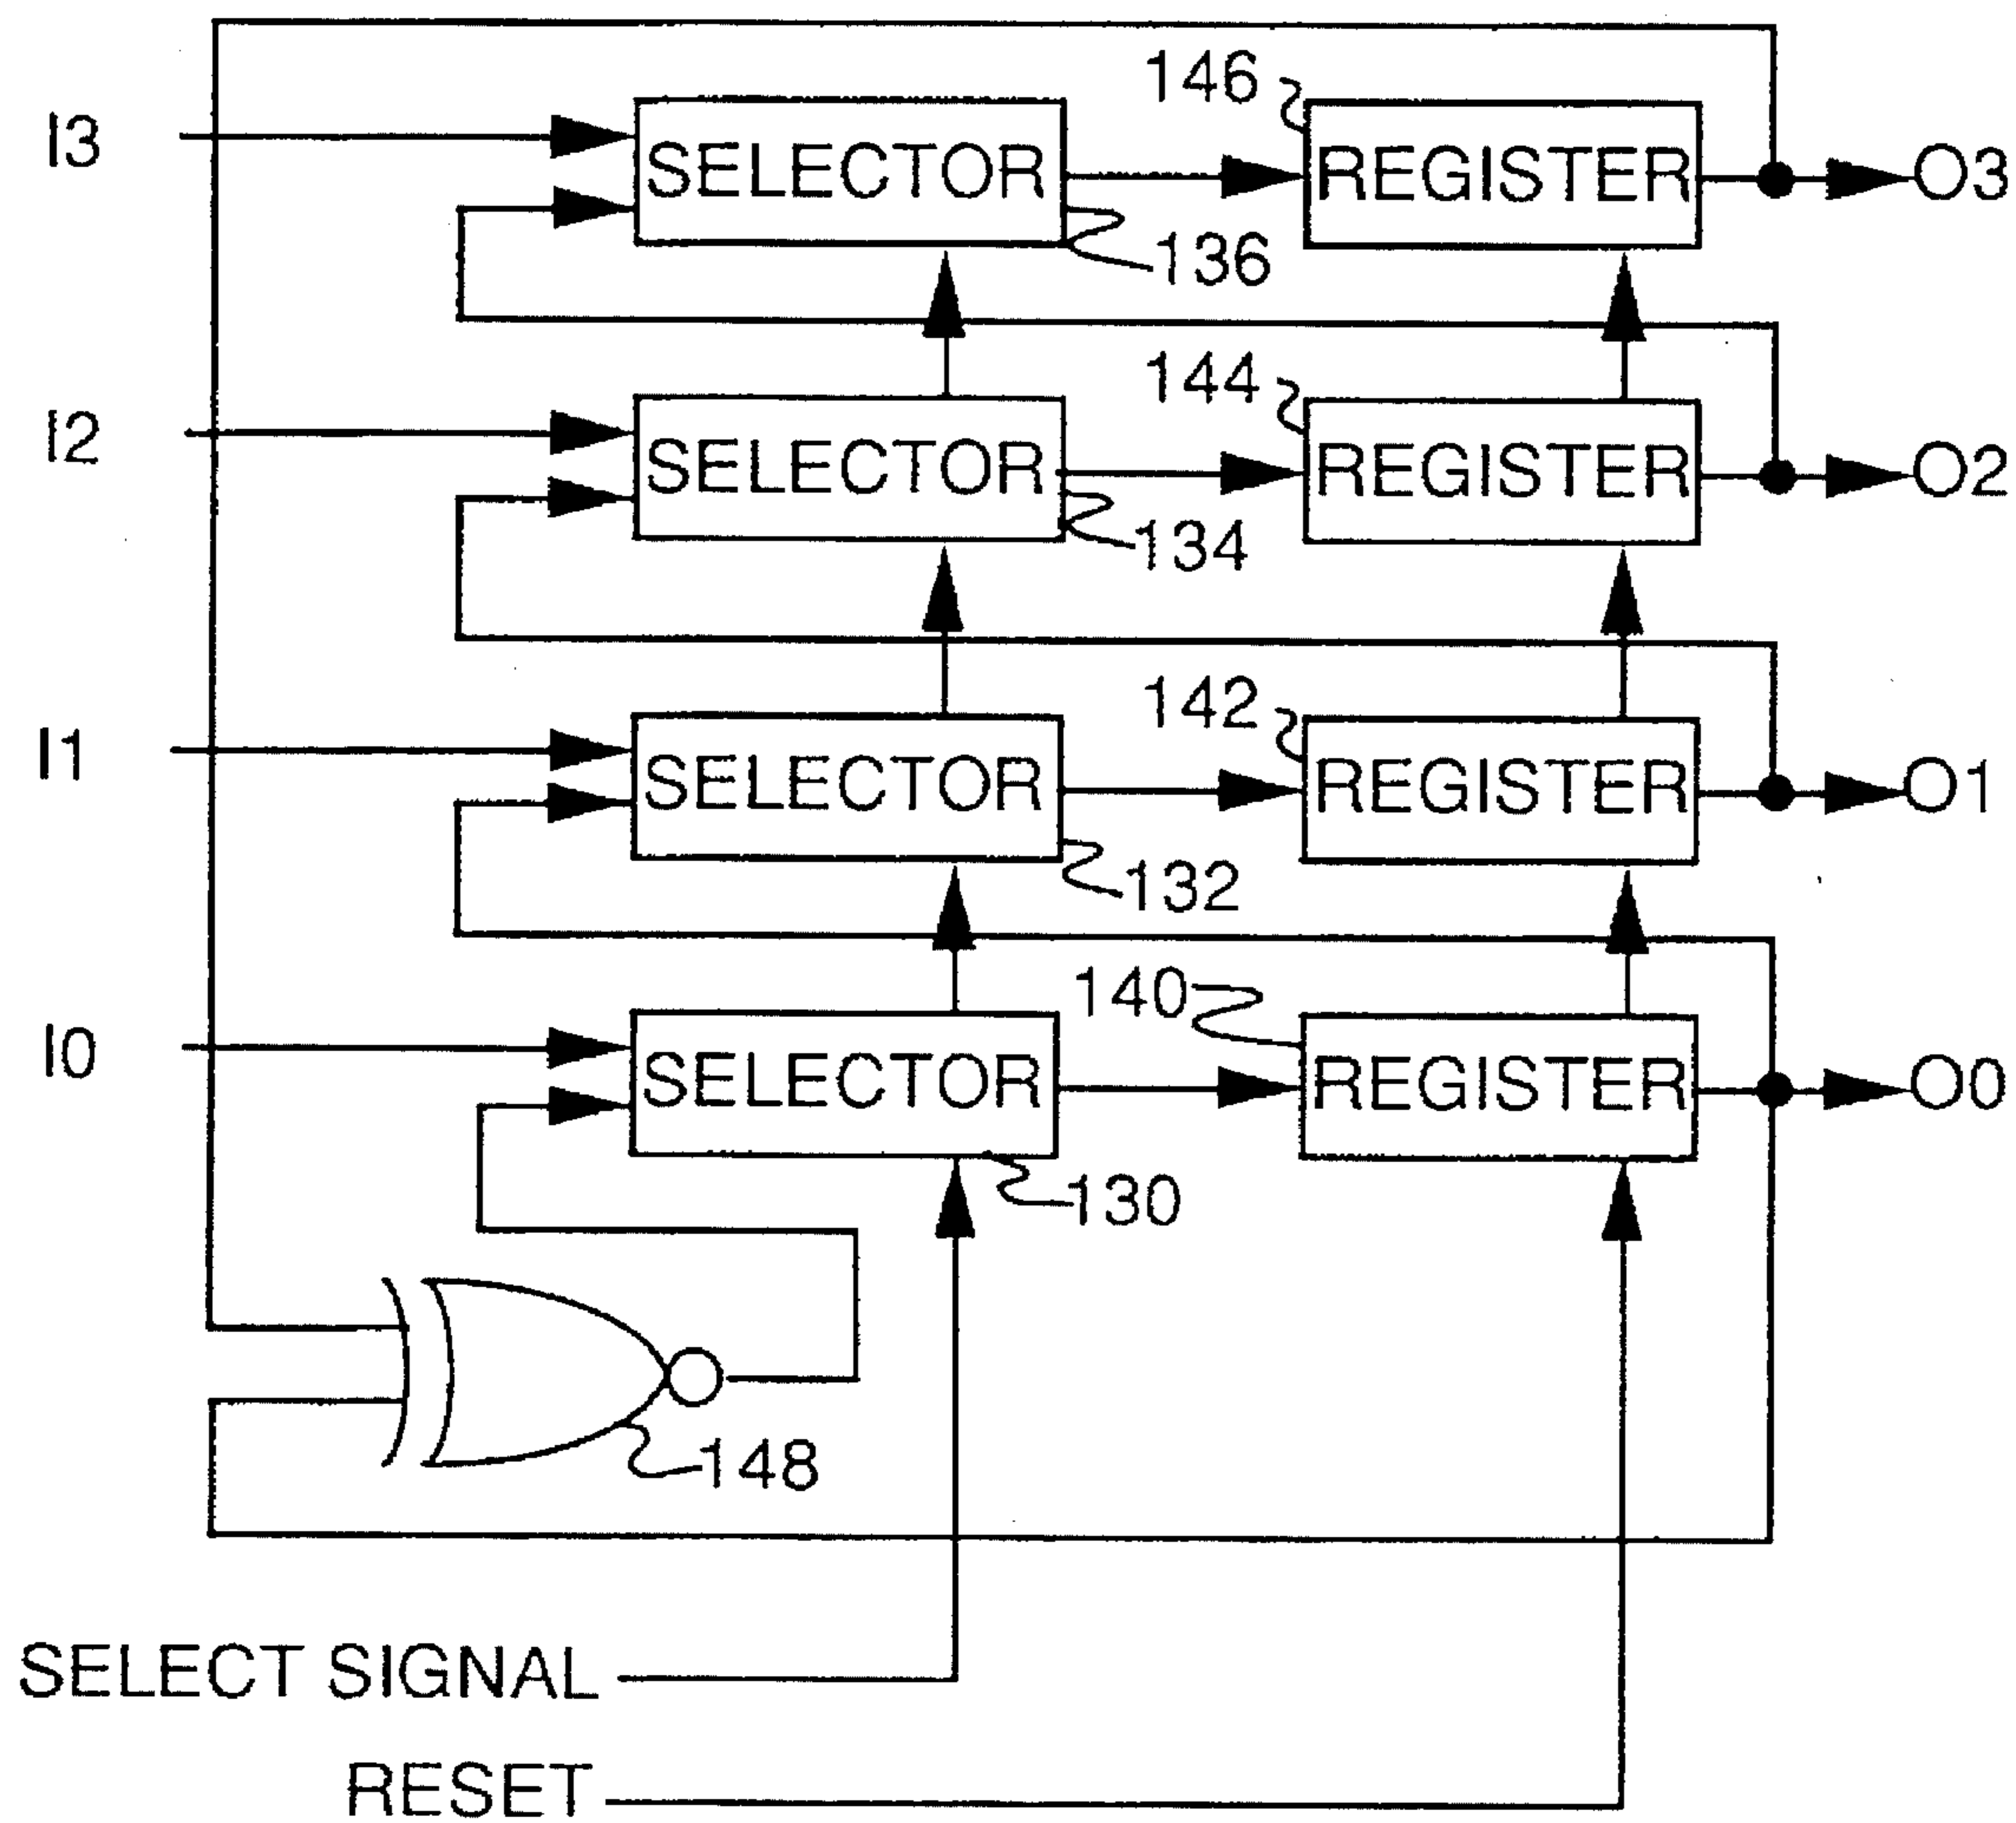 146
I3
SELECTOR
REGISTER
O3
136
144
I2
SELECTOR
REGISTER
O2
134
142
I1
SELECTOR
REGISTER
O1
132
140
I0
SELECTOR
REGISTER
O0
130
148
SELECT SIGNAL
RESET